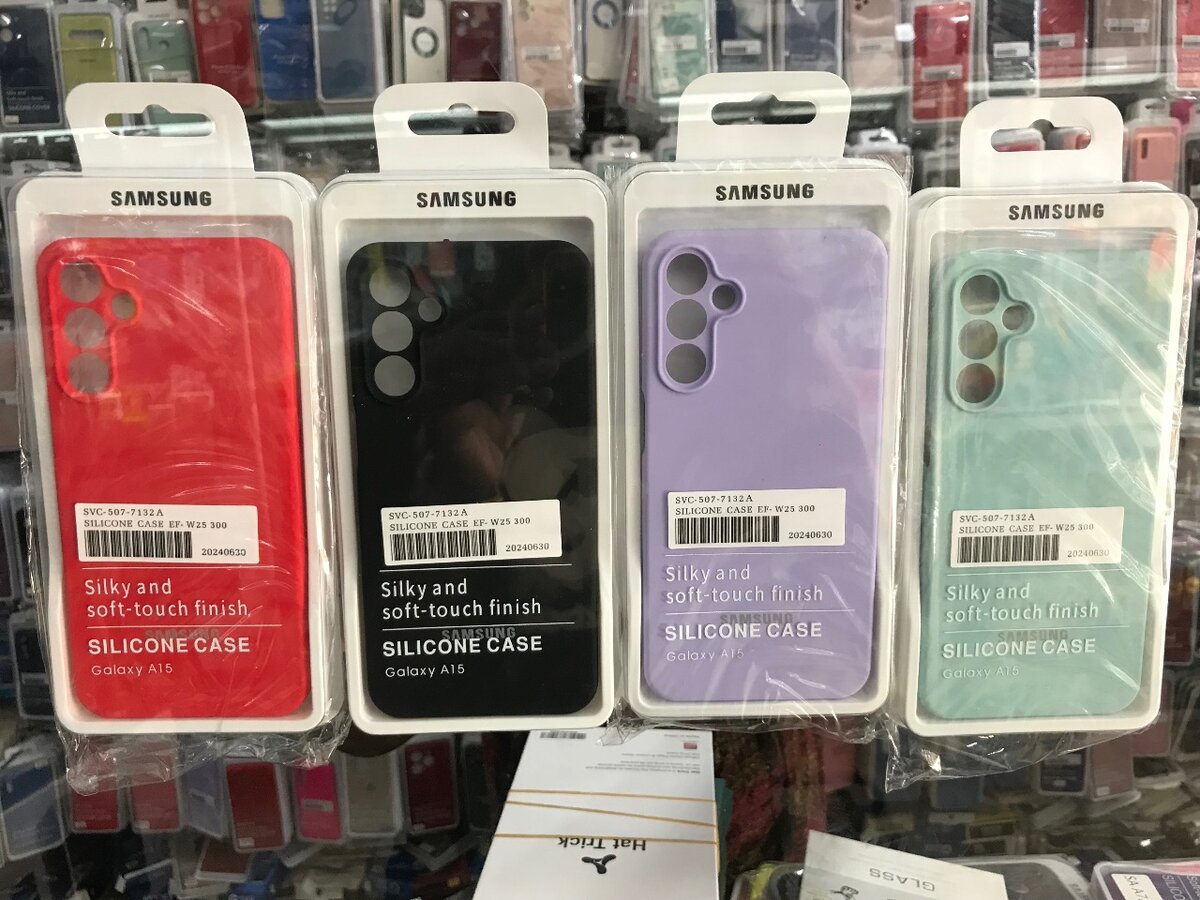 SAMSUNG
SVC-507-7132A
SILICONE CASE EF- W25 300
20240630
Silky and
soft-touch finish
SAMSUNG
SILICONE CASE
Galaxy A15
SAMSUNG
SVC-507-7132A
SILICONE CASE EF- W25 300
20240630
Silky and
soft-touch finish
SAMSUNG
SILICONE CASE
Galaxy A15
SAMSUNG
SVC-507-7132A
SILICONE CASE EF- W25 300
20240630
Silky and
soft-touch finish
SAMSUNG
SILICONE CASE
Galaxy A15
SAMSUNG
SVC-507-7132A
SILICONE CASE EF- W25 300
20240630
Silky and
soft-touch finish
SAMSUNG
SILICONE CASE
Galaxy A15
Hat Trick
GLASS